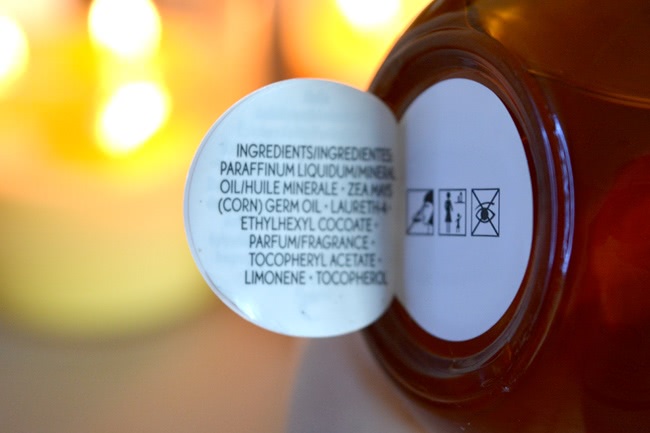 INGREDIENTS/INGREDIENTES:
PARAFFINUM LIQUIDUM/MINERAL
OIL/HUILE MINERALE • ZEA MAYS
(CORN) GERM OIL • LAURETH-4 •
ETHYLHEXYL COCOATE •
PARFUM/FRAGRANCE •
TOCOPHERYL ACETATE •
LIMONENE • TOCOPHEROL